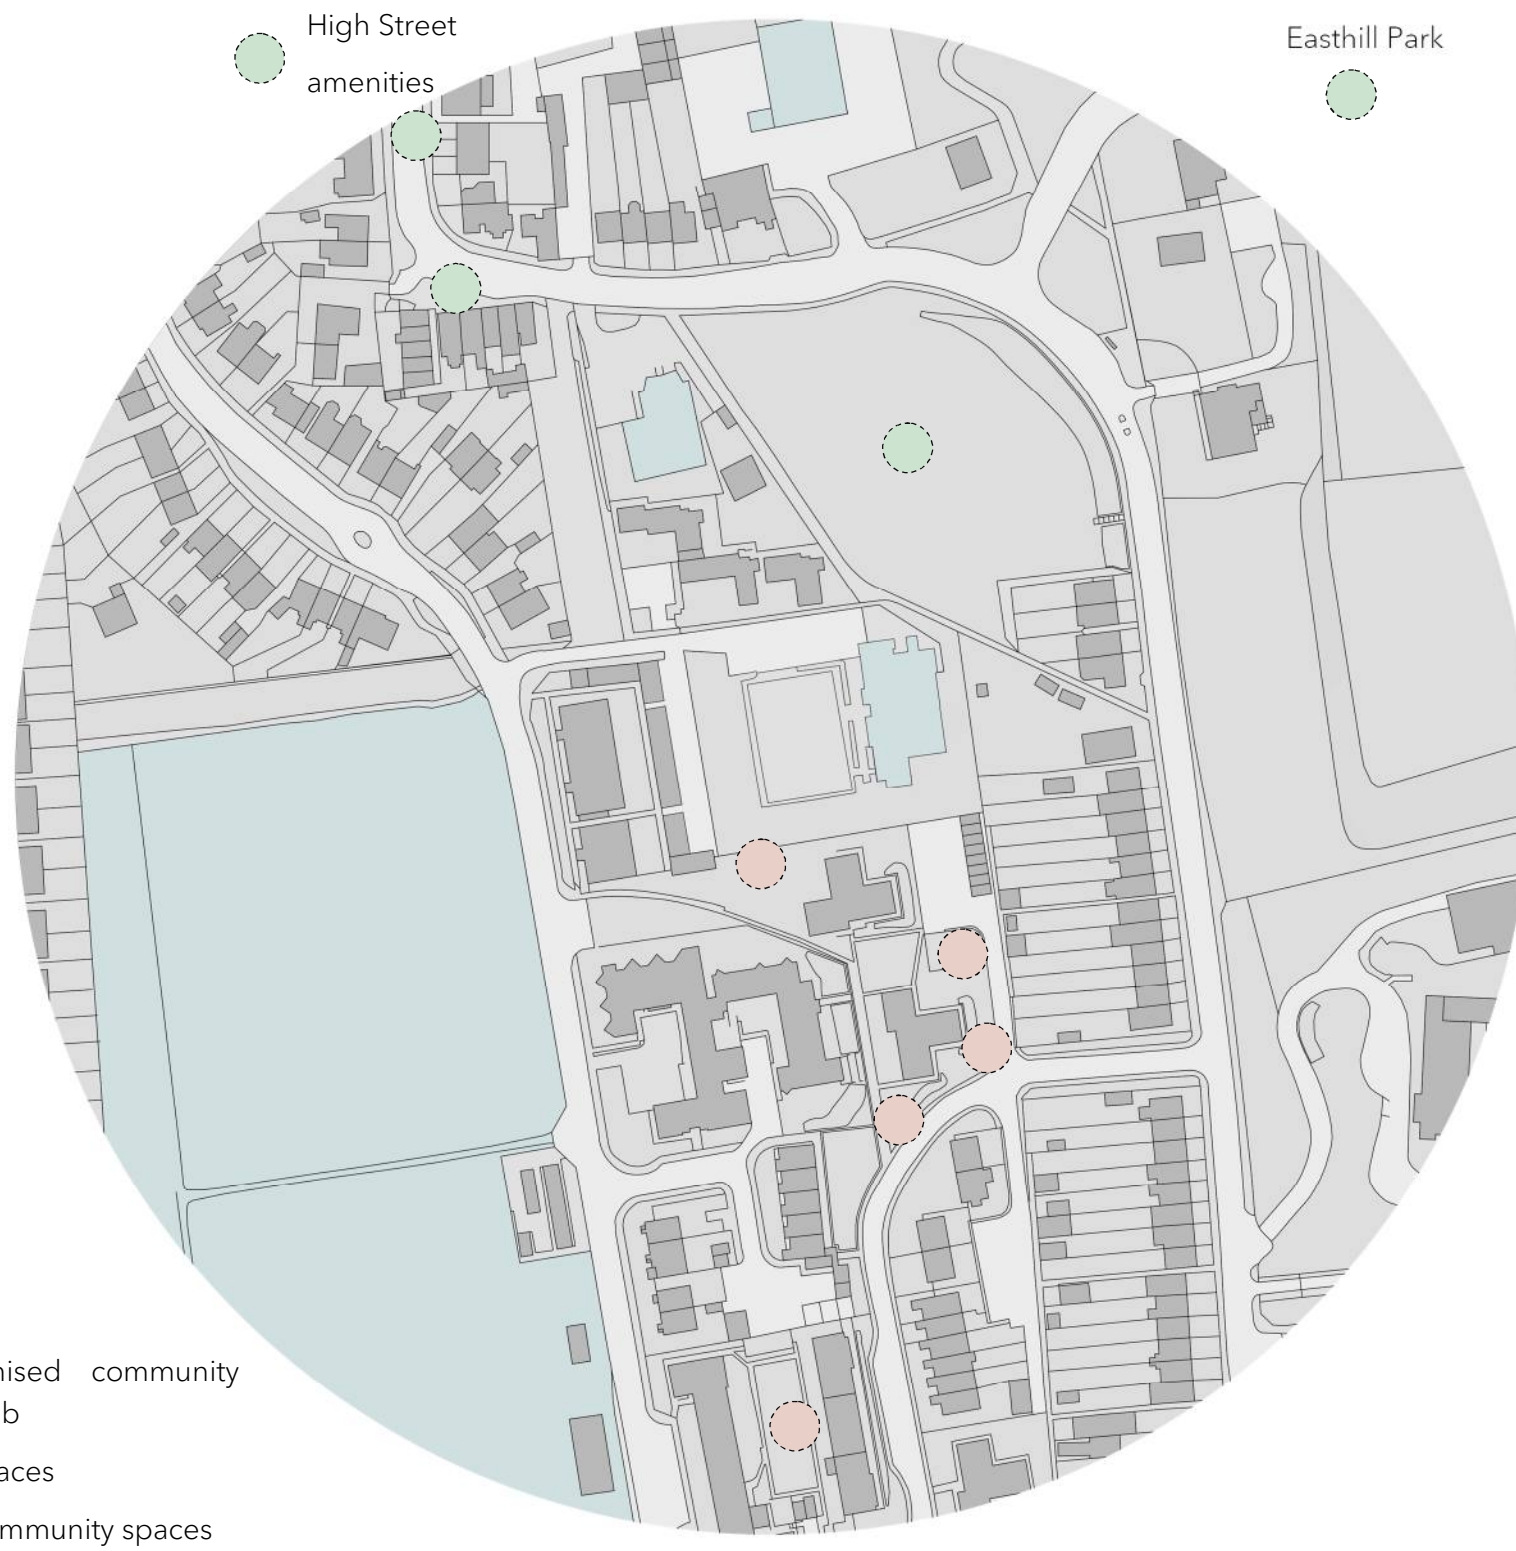 High Street
amenities
Easthill Park
nised community
b
aces
mmunity spaces